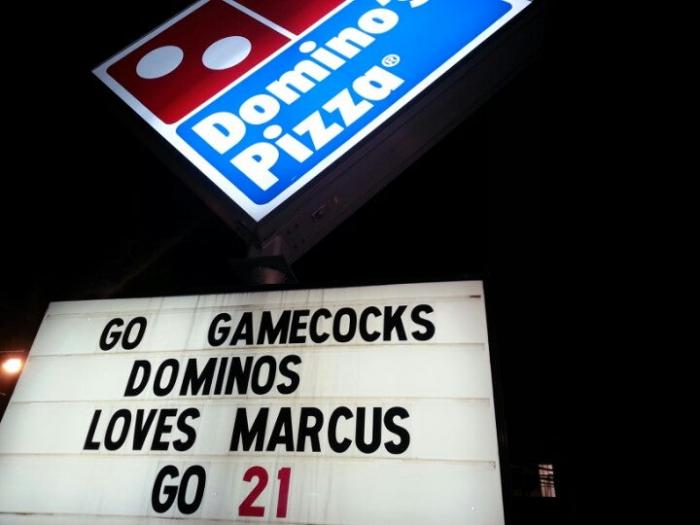 Domino's
Pizza®
GO GAMECOCKS
DOMINOS
LOVES MARCUS
GO 21